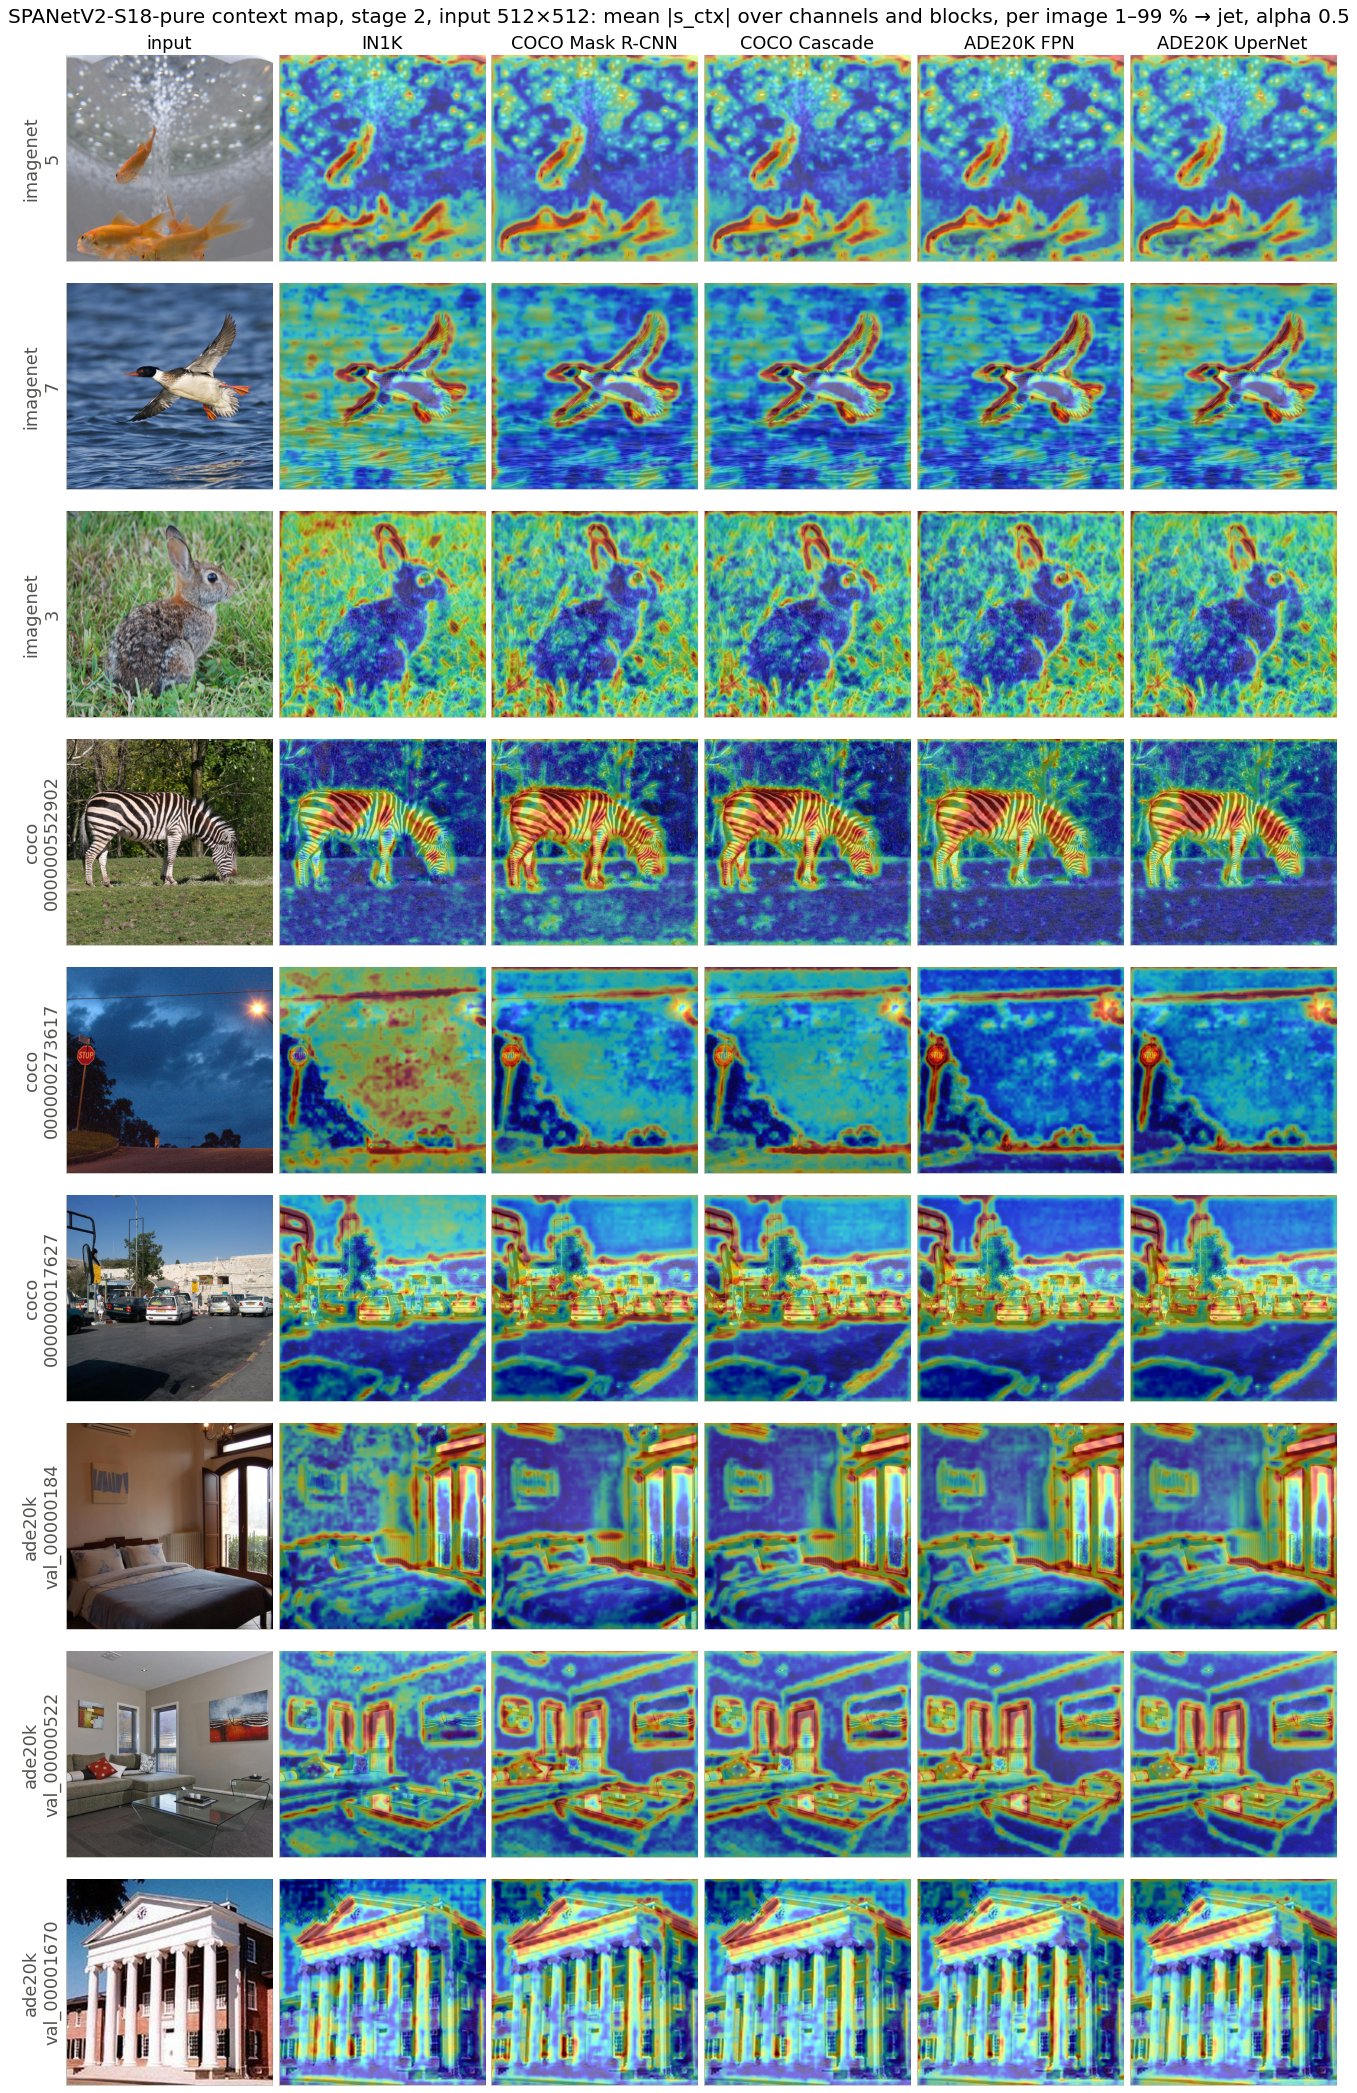 SPANetV2-S18-pure context map, stage 2, input 512×512: mean |s_ctx| over channels and blocks, per image 1–99 % → jet, alpha 0.5
input IN1K COCO Mask R-CNN COCO Cascade ADE20K FPN ADE20K UperNet
imagenet
5
imagenet
7
imagenet
3
coco
000000552902
coco
000000273617
STOP
coco
000000017627
ade20k
val_00000184
ade20k
val_00000522
ade20k
val_00001670